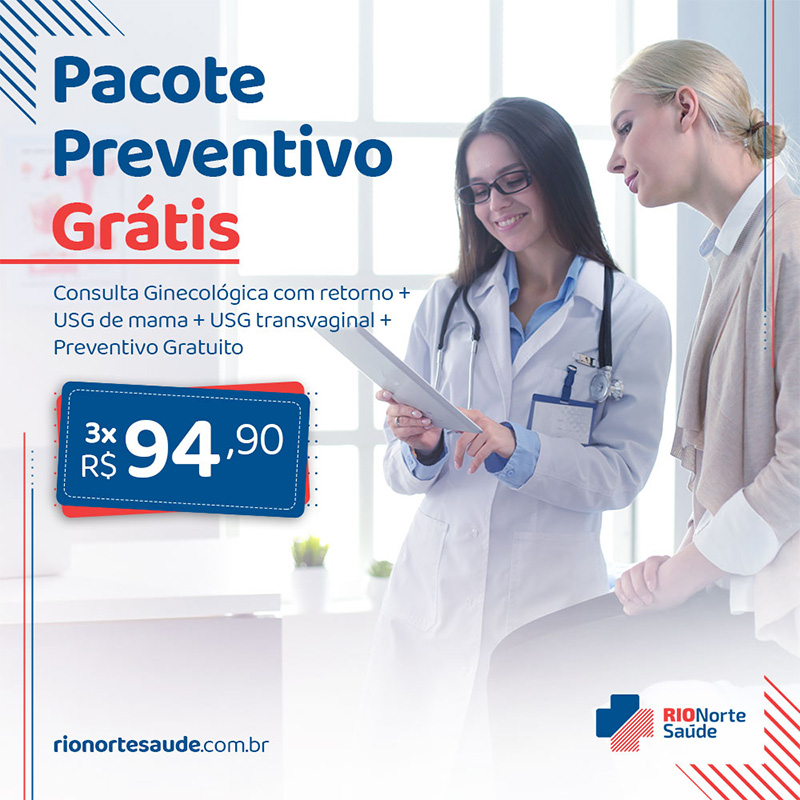 Pacote
Preventivo
Grátis
Consulta Ginecológica com retorno +
USG de mama + USG transvaginal +
Preventivo Gratuito
3x
R$ 94,90
rionortesaude.com.br
RIONorte
Saúde